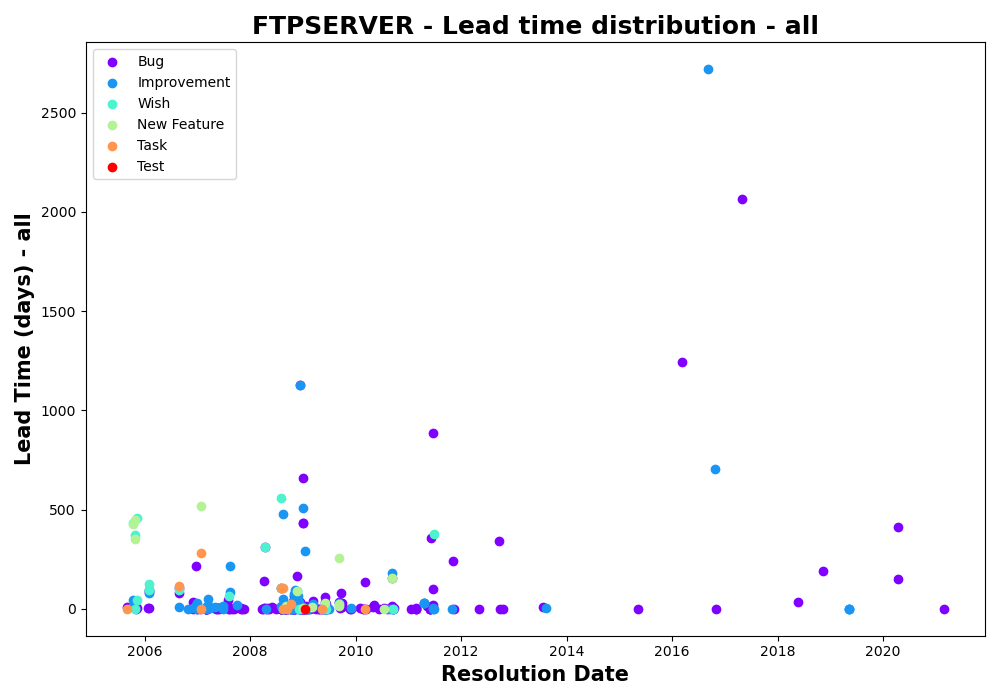 FTPSERVER - Lead time distribution - all
Bug
Improvement
Wish
New Feature
Task
Test
Lead Time (days) - all
2500
2000
1500
1000
500
0
2006 2008 2010 2012 2014 2016 2018 2020
Resolution Date